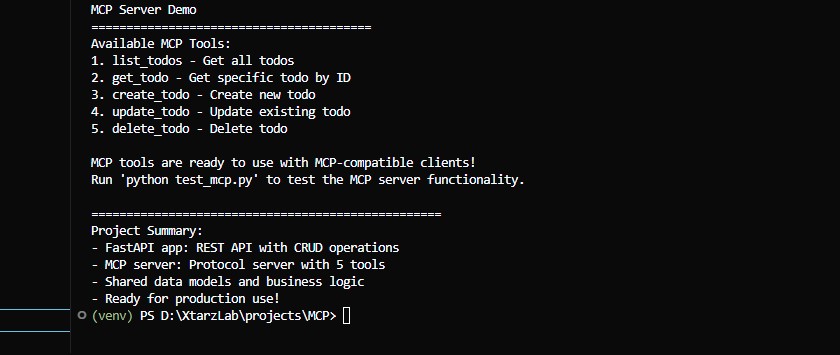 MCP Server Demo
========================================
Available MCP Tools:
1. list_todos - Get all todos
2. get_todo - Get specific todo by ID
3. create_todo - Create new todo
4. update_todo - Update existing todo
5. delete_todo - Delete todo
MCP tools are ready to use with MCP-compatible clients!
Run 'python test_mcp.py' to test the MCP server functionality.
==================================================
Project Summary:
- FastAPI app: REST API with CRUD operations
- MCP server: Protocol server with 5 tools
- Shared data models and business logic
- Ready for production use!
(venv) PS D:\XtarzLab\projects\MCP>